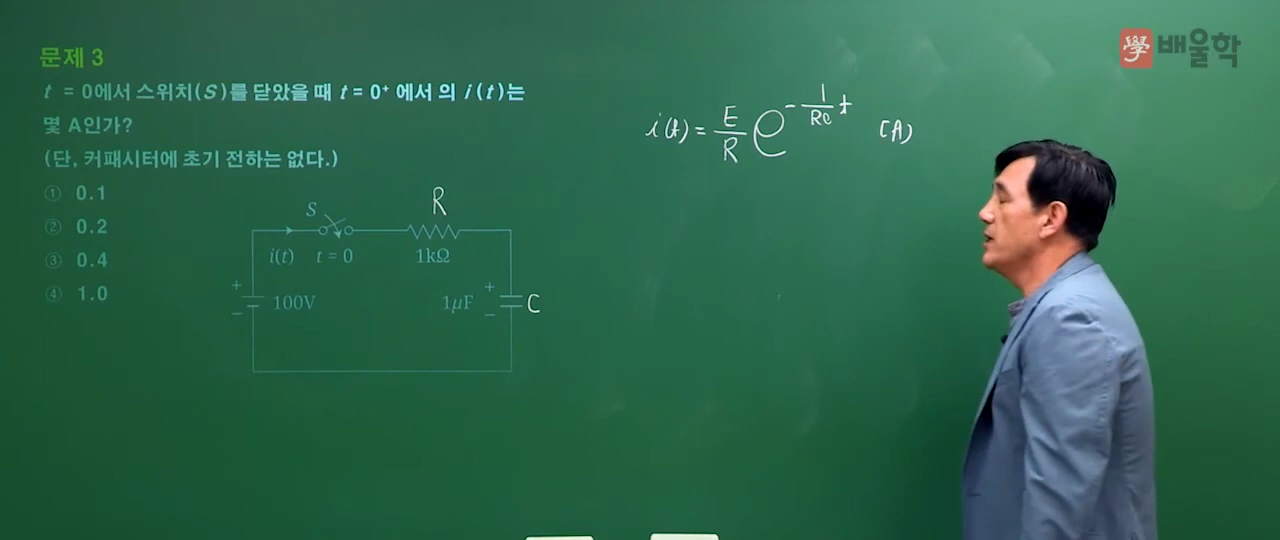 學 배울학
문제 3
t = 0에서 스위치(S)를 닫았을 때 t = 0⁺ 에서 의 i(t)는
몇 A인가?
(단, 커패시터에 초기 전하는 없다.)
① 0.1
② 0.2
③ 0.4
④ 1.0
i(t) = E/R e^(-1/RC t) [A]
S
R
i(t) t = 0 1kΩ
+ 100V −
1μF + − C